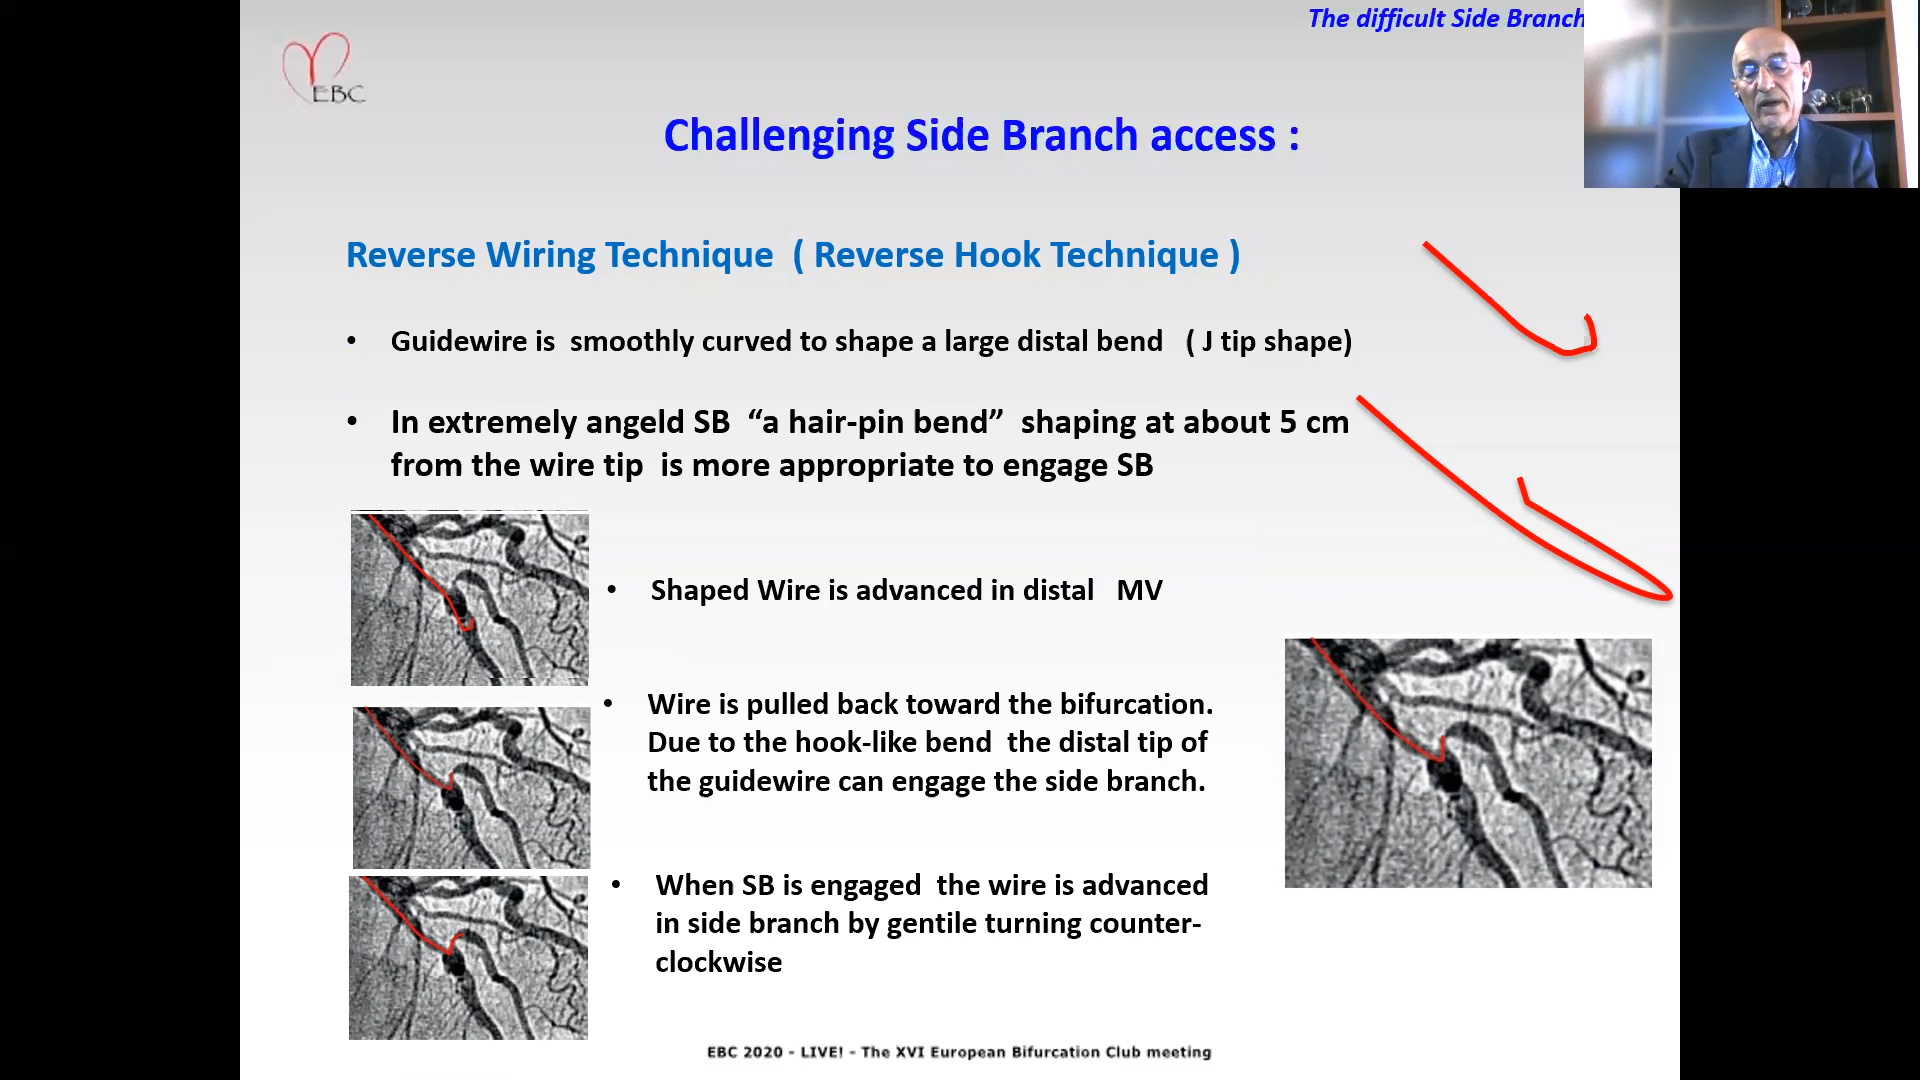 The difficult Side Branch
EBC
Challenging Side Branch access :
Reverse Wiring Technique ( Reverse Hook Technique )
• Guidewire is smoothly curved to shape a large distal bend ( J tip shape)
• In extremely angeld SB “a hair-pin bend” shaping at about 5 cm
from the wire tip is more appropriate to engage SB
• Shaped Wire is advanced in distal MV
• Wire is pulled back toward the bifurcation.
Due to the hook-like bend the distal tip of
the guidewire can engage the side branch.
• When SB is engaged the wire is advanced
in side branch by gentile turning counter-
clockwise
EBC 2020 - LIVE! - The XVI European Bifurcation Club meeting